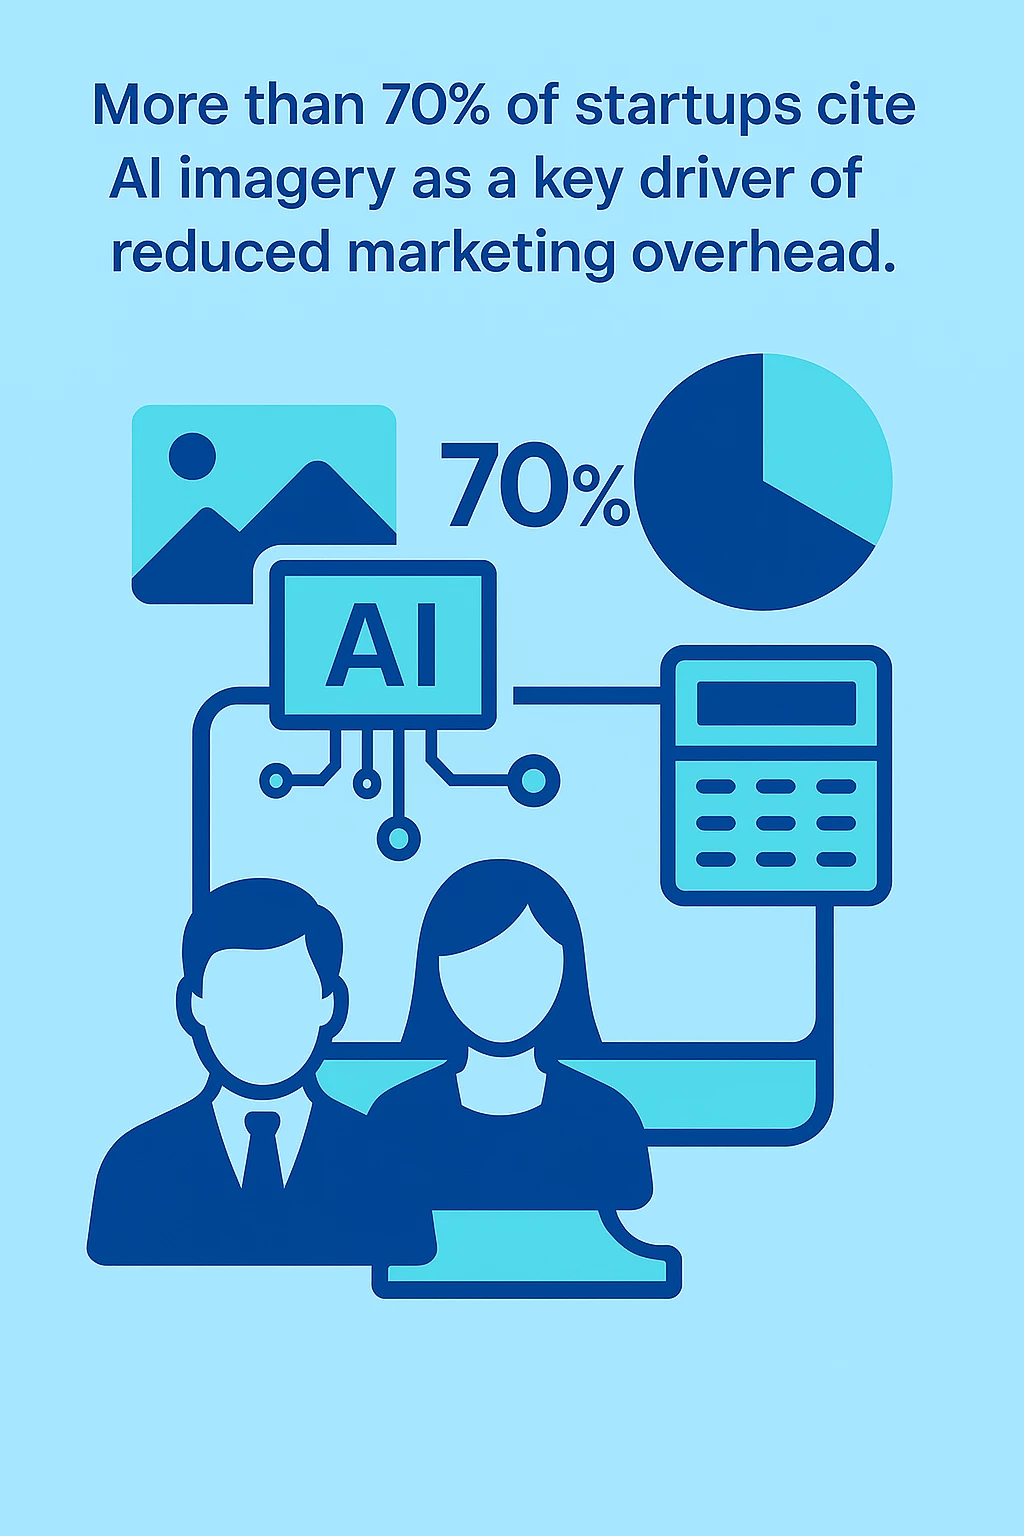 More than 70% of startups cite
AI imagery as a key driver of
reduced marketing overhead.
70%
AI